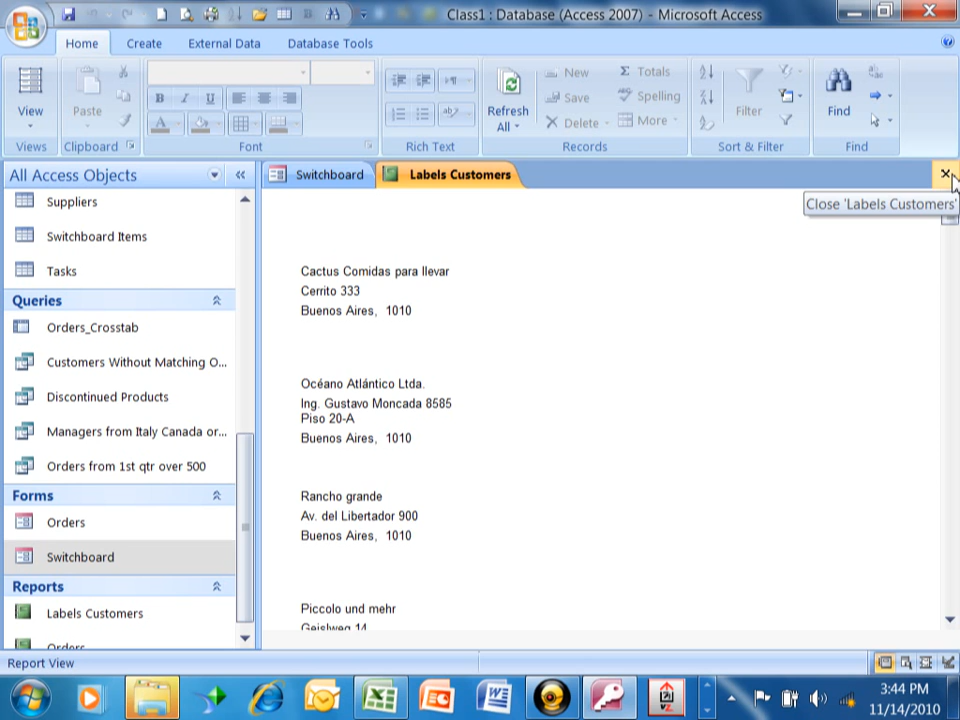 Class1 : Database (Access 2007) - Microsoft Access
Home Create External Data Database Tools
View
Paste
B I U
A
Refresh
All
New
Save
Delete
Σ Totals
Spelling
More
Filter
Find
Views Clipboard Font Rich Text Records Sort & Filter Find
All Access Objects
Switchboard Labels Customers
Close 'Labels Customers'
Suppliers
Switchboard Items
Tasks
Queries
Orders_Crosstab
Customers Without Matching O...
Discontinued Products
Managers from Italy Canada or...
Orders from 1st qtr over 500
Forms
Orders
Switchboard
Reports
Labels Customers
Orders
Cactus Comidas para llevar
Cerrito 333
Buenos Aires, 1010
Océano Atlántico Ltda.
Ing. Gustavo Moncada 8585
Piso 20-A
Buenos Aires, 1010
Rancho grande
Av. del Libertador 900
Buenos Aires, 1010
Piccolo und mehr
Geislweg 14
Report View
3:44 PM
11/14/2010